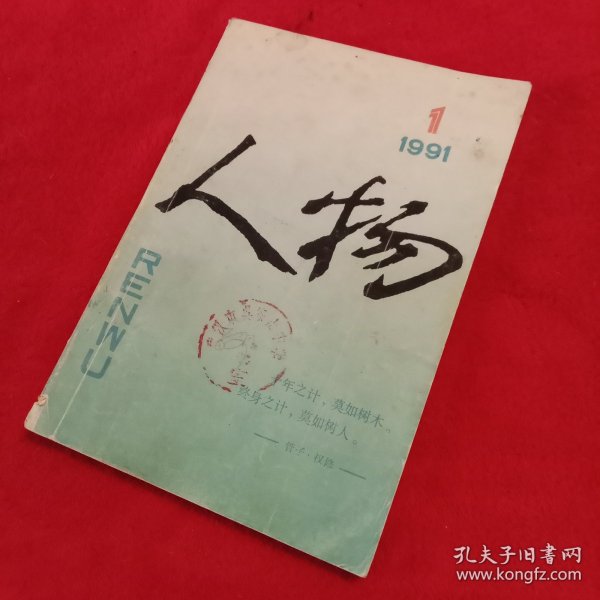 1
1991
人物
RENWU
年之计，莫如树木。
终身之计，莫如树人。
——管子·权修——
孔夫子旧书网
www.kongfz.com